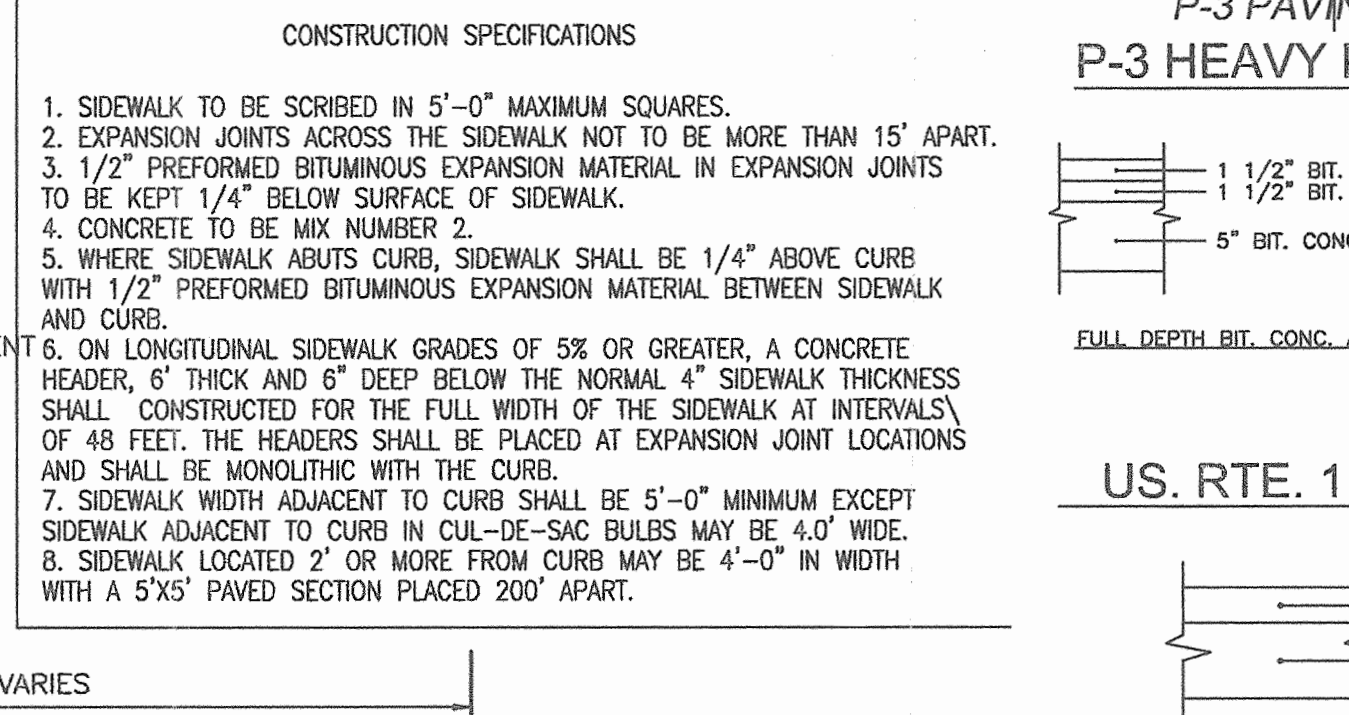 CONSTRUCTION SPECIFICATIONS
1. SIDEWALK TO BE SCRIBED IN 5'-0" MAXIMUM SQUARES.
2. EXPANSION JOINTS ACROSS THE SIDEWALK NOT TO BE MORE THAN 15' APART.
3. 1/2" PREFORMED BITUMINOUS EXPANSION MATERIAL IN EXPANSION JOINTS
TO BE KEPT 1/4" BELOW SURFACE OF SIDEWALK.
4. CONCRETE TO BE MIX NUMBER 2.
5. WHERE SIDEWALK ABUTS CURB, SIDEWALK SHALL BE 1/4" ABOVE CURB
WITH 1/2" PREFORMED BITUMINOUS EXPANSION MATERIAL BETWEEN SIDEWALK
AND CURB.
6. ON LONGITUDINAL SIDEWALK GRADES OF 5% OR GREATER, A CONCRETE
HEADER, 6' THICK AND 6" DEEP BELOW THE NORMAL 4" SIDEWALK THICKNESS
SHALL CONSTRUCTED FOR THE FULL WIDTH OF THE SIDEWALK AT INTERVALS\
OF 48 FEET. THE HEADERS SHALL BE PLACED AT EXPANSION JOINT LOCATIONS
AND SHALL BE MONOLITHIC WITH THE CURB.
7. SIDEWALK WIDTH ADJACENT TO CURB SHALL BE 5'-0" MINIMUM EXCEPT
SIDEWALK ADJACENT TO CURB IN CUL-DE-SAC BULBS MAY BE 4.0' WIDE.
8. SIDEWALK LOCATED 2' OR MORE FROM CURB MAY BE 4'-0" IN WIDTH
WITH A 5'X5' PAVED SECTION PLACED 200' APART.
VARIES
P-3
P-3 HEAVY
1 1/2" BIT.
1 1/2" BIT.
5" BIT.
FULL DEPTH BIT. CONC.
US. RTE. 1